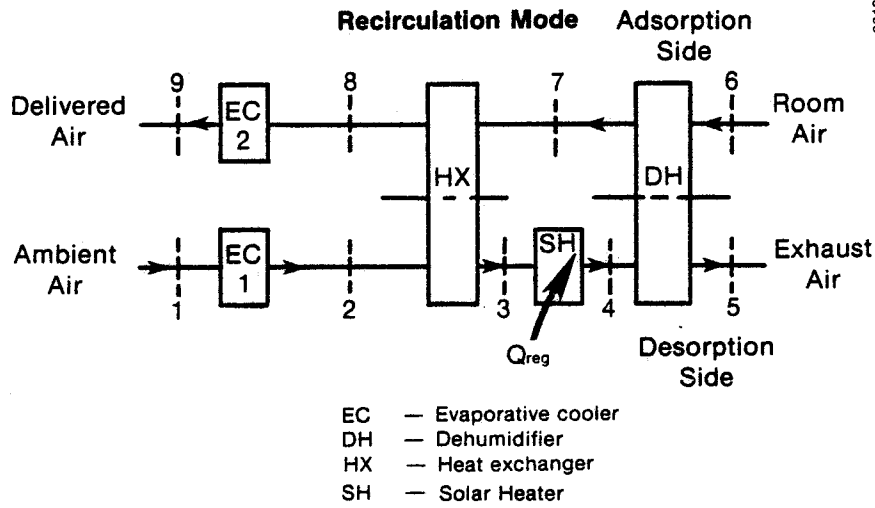 Recirculation Mode
Adsorption
Side
9
8
7
6
Delivered
Air
EC
2
HX
DH
Room
Air
Ambient
Air
EC
1
SH
Exhaust
Air
1
2
3
4
5
Qreg
Desorption
Side
EC — Evaporative cooler
DH — Dehumidifier
HX — Heat exchanger
SH — Solar Heater